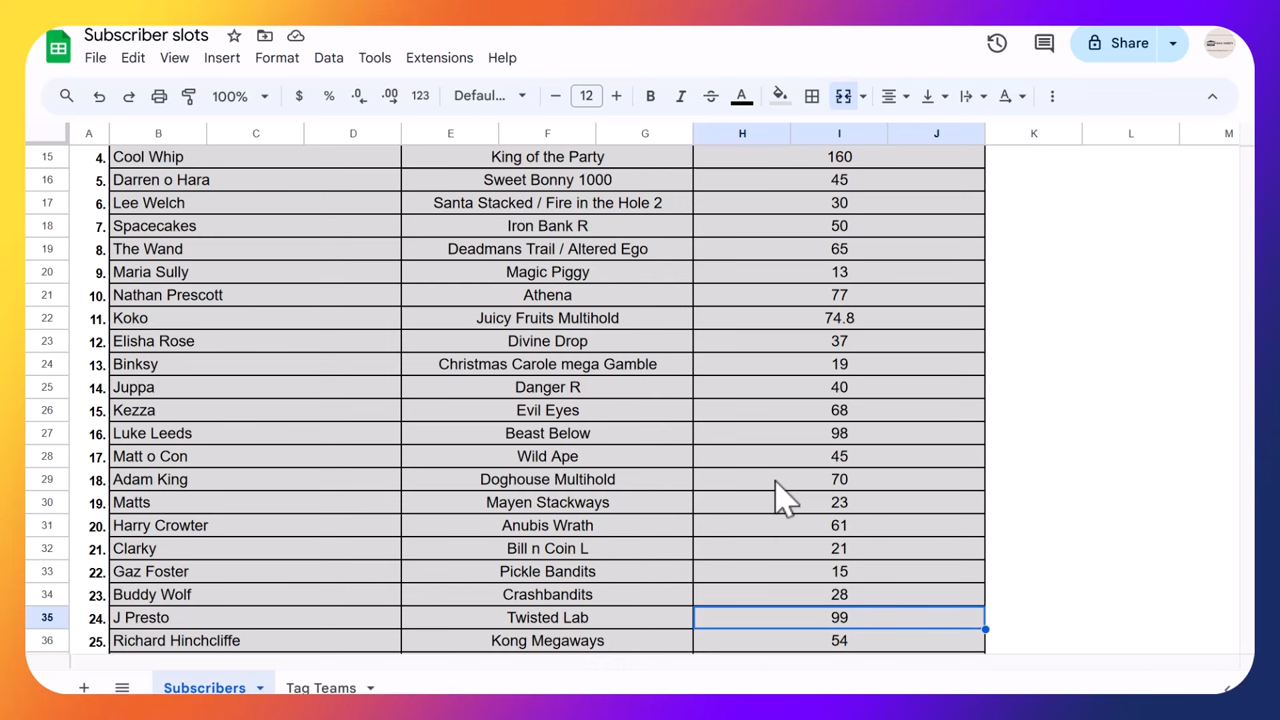 Subscriber slots
Share
File Edit View Insert Format Data Tools Extensions Help
100% $ % .0 .00 123 Defaul... 12 B I A
A B C D E F G H I J K L M
15 4. Cool Whip King of the Party 160
16 5. Darren o Hara Sweet Bonny 1000 45
17 6. Lee Welch Santa Stacked / Fire in the Hole 2 30
18 7. Spacecakes Iron Bank R 50
19 8. The Wand Deadmans Trail / Altered Ego 65
20 9. Maria Sully Magic Piggy 13
21 10. Nathan Prescott Athena 77
22 11. Koko Juicy Fruits Multihold 74.8
23 12. Elisha Rose Divine Drop 37
24 13. Binksy Christmas Carole mega Gamble 19
25 14. Juppa Danger R 40
26 15. Kezza Evil Eyes 68
27 16. Luke Leeds Beast Below 98
28 17. Matt o Con Wild Ape 45
29 18. Adam King Doghouse Multihold 70
30 19. Matts Mayen Stackways 23
31 20. Harry Crowter Anubis Wrath 61
32 21. Clarky Bill n Coin L 21
33 22. Gaz Foster Pickle Bandits 15
34 23. Buddy Wolf Crashbandits 28
35 24. J Presto Twisted Lab 99
36 25. Richard Hinchcliffe Kong Megaways 54
Subscribers Tag Teams